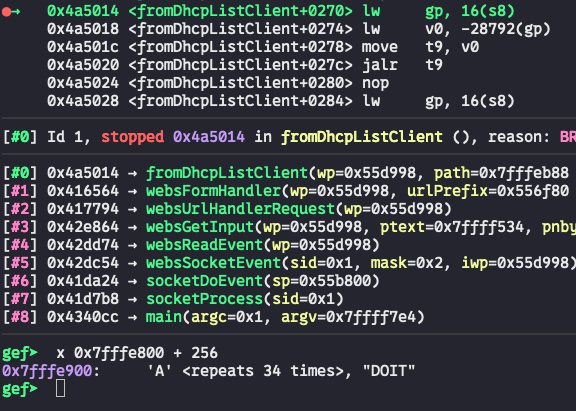 0x4a5014 <fromDhcpListClient+0270> lw gp, 16(s8)
0x4a5018 <fromDhcpListClient+0274> lw v0, -28792(gp)
0x4a501c <fromDhcpListClient+0278> move t9, v0
0x4a5020 <fromDhcpListClient+027c> jalr t9
0x4a5024 <fromDhcpListClient+0280> nop
0x4a5028 <fromDhcpListClient+0284> lw gp, 16(s8)
[#0] Id 1, stopped 0x4a5014 in fromDhcpListClient (), reason: BR
[#0] 0x4a5014 → fromDhcpListClient(wp=0x55d998, path=0x7fffeb88
[#1] 0x416564 → websFormHandler(wp=0x55d998, urlPrefix=0x556f80
[#2] 0x417794 → websUrlHandlerRequest(wp=0x55d998)
[#3] 0x42e864 → websGetInput(wp=0x55d998, ptext=0x7ffff534, pnby
[#4] 0x42dd74 → websReadEvent(wp=0x55d998)
[#5] 0x42dc54 → websSocketEvent(sid=0x1, mask=0x2, iwp=0x55d998)
[#6] 0x41da24 → socketDoEvent(sp=0x55b800)
[#7] 0x41d7b8 → socketProcess(sid=0x1)
[#8] 0x4340cc → main(argc=0x1, argv=0x7ffff7e4)
gef➤ x 0x7fffe800 + 256
0x7fffe900: 'A' <repeats 34 times>, "DOIT"
gef➤